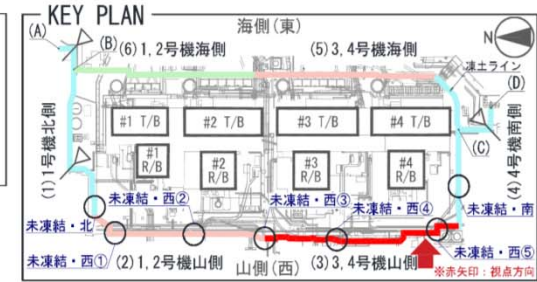 KEY PLAN
海側(東)
N
(A)
(B)
(6)1,2号機海側
(5)3,4号機海側
凍土ライン
(D)
#1 T/B
#2 T/B
#3 T/B
#4 T/B
(C)
(1)1号機北側
#1
R/B
#2
R/B
#3
R/B
#4
R/B
(4)4号機南側
未凍結・西②
未凍結・西③
未凍結・西④
未凍結・南
未凍結・北
未凍結・西①
(2)1,2号機山側
山側(西)
(3)3,4号機山側
未凍結・西⑤
※赤矢印:視点方向